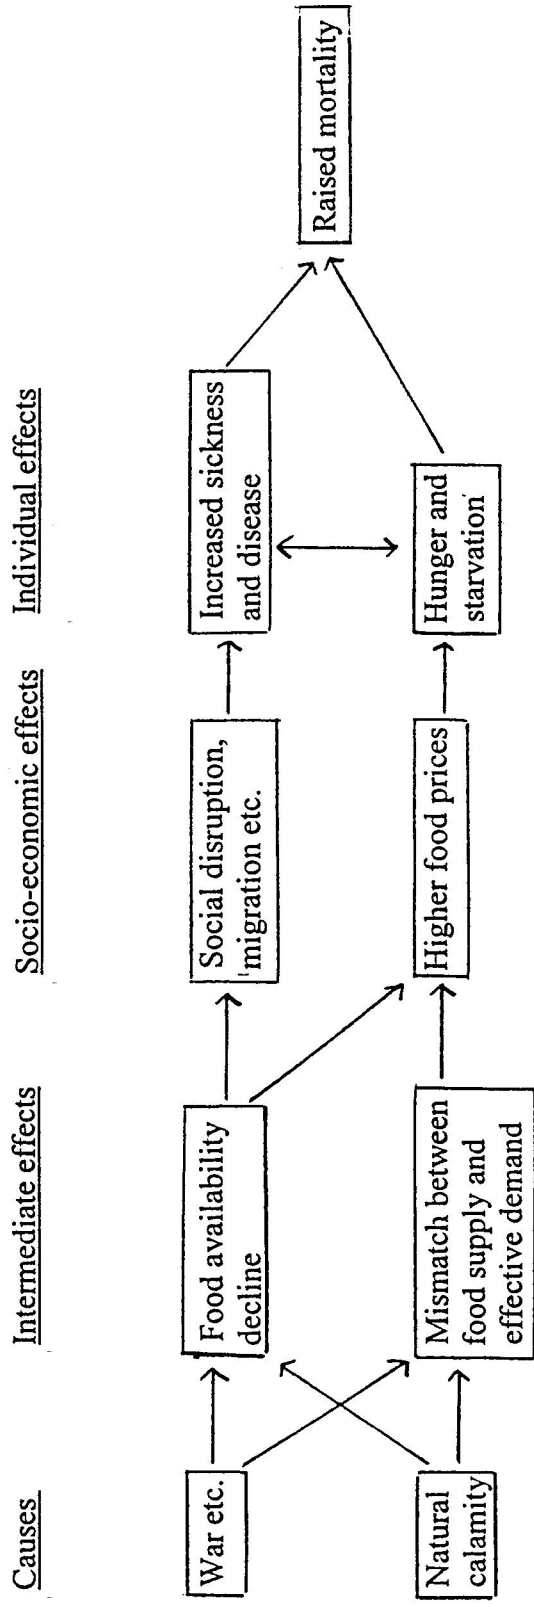 Causes
Intermediate effects
Socio-economic effects
Individual effects
War etc.
Food availability
decline
Social disruption,
migration etc.
Increased sickness
and disease
Raised mortality
Natural
calamity
Mismatch between
food supply and
effective demand
Higher food prices
Hunger and
starvation